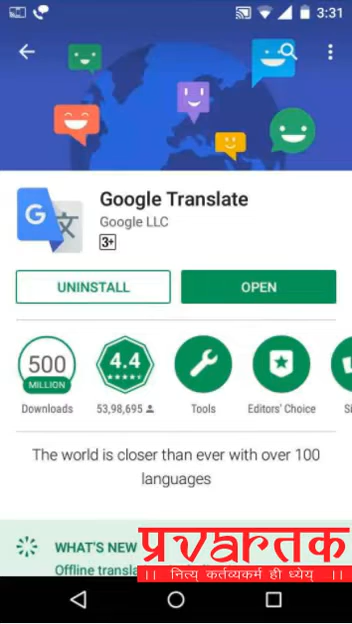 3:31
Google Translate
Google LLC
3+
UNINSTALL
OPEN
500
MILLION
4.4
Downloads
53,98,695
Tools
Editors' Choice
The world is closer than ever with over 100
languages
WHAT'S NEW
Offline
प्रvartक
।। नित्यं कर्तव्यकर्म ही ध्येयम् ।।